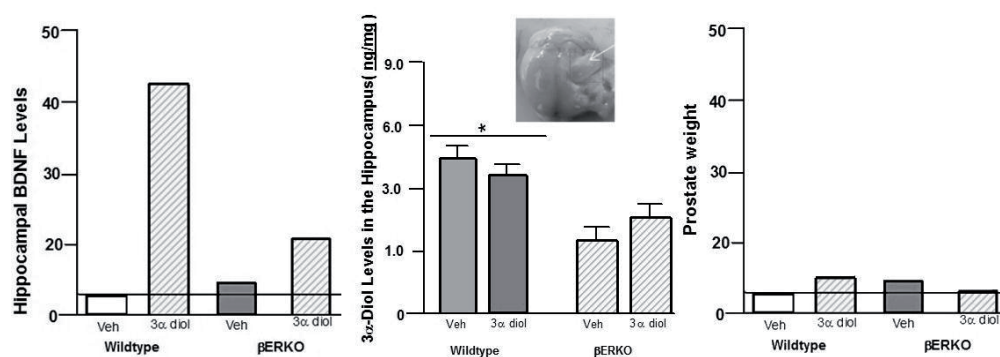 Hippocampal BDNF Levels
50
40
30
20
0
Veh
3α diol
Veh
3α diol
Wildtype
βERKO
3α-Diol Levels in the Hippocampus( ng/mg)
9.0
6.0
3.0
1.0
0
*
Veh
3α diol
Veh
3α diol
Wildtype
βERKO
Prostate weight
50
40
30
20
0
Veh
3α diol
Veh
3α diol
Wildtype
βERKO